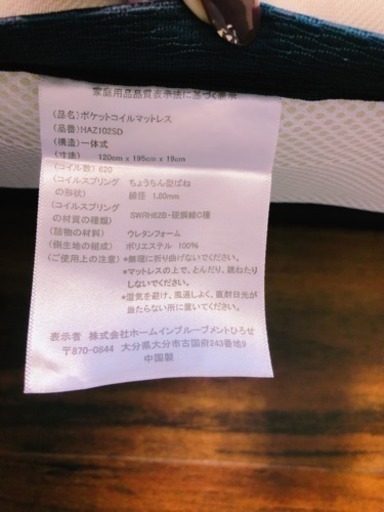 家庭用品品質表示法に基づく表示
(品名) ポケットコイルマットレス
(品番) HAZ102SD
(構造) 一体式
(寸法) 120cm x 195cm x 19cm
(コイル数) 620
(コイルスプリング ちょうちん型ばね
の形状) 線径 1.80mm
(コイルスプリング
の材質の種類) SWRH82B・硬鋼線C種
(詰物の材料) ウレタンフォーム
(側生地の組成) ポリエステル 100%
(ご使用上の注意) *無理に折り曲げないでください。
*マットレスの上で、とんだり、跳ねたり
しないでください。
*湿気を避け、風通しよく、直射日光が
当たらない所に置いてください。
表示者 株式会社ホームインプルーブメントひろせ
〒870-0844 大分県大分市古国府243番地9
中国製